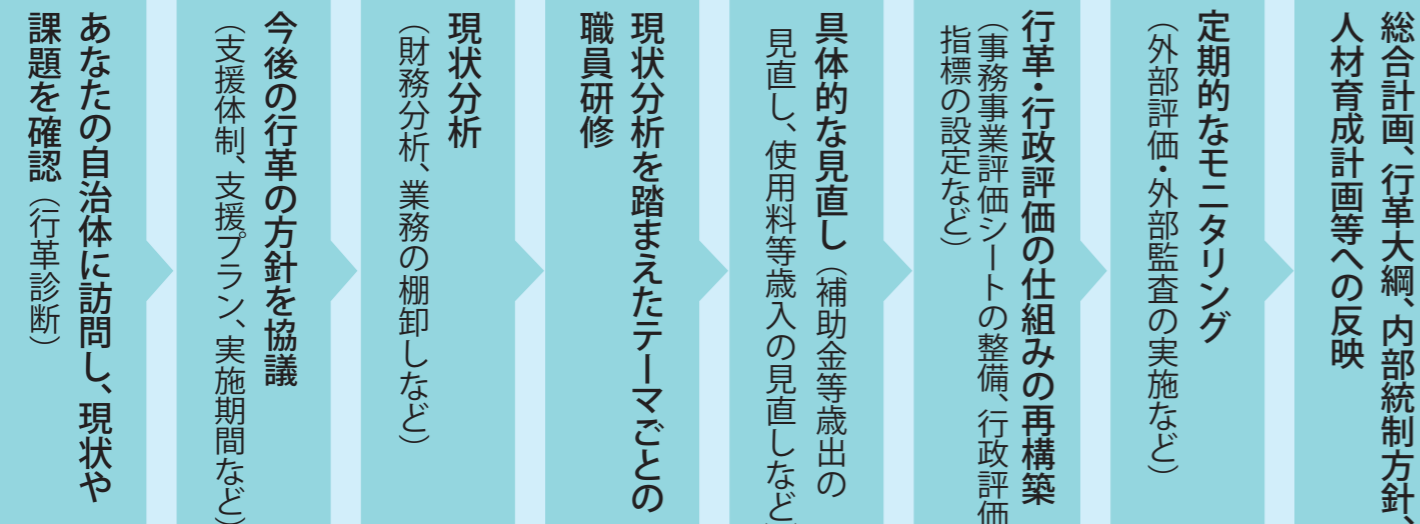 あなたの自治体に訪問し、現状や
課題を確認（行革診断）
今後の行革の方針を協議
（支援体制、支援プラン、実施期間など）
現状分析
（財務分析、業務の棚卸しなど）
現状分析を踏まえたテーマごとの
職員研修
具体的な見直し（補助金等歳出の
見直し、使用料等歳入の見直しなど
行革・行政評価の仕組みの再構築
（事務事業評価シートの整備、行政評価
指標の設定など）
定期的なモニタリング
（外部評価・外部監査の実施など）
総合計画、行革大綱、内部統制方針、
人材育成計画等への反映